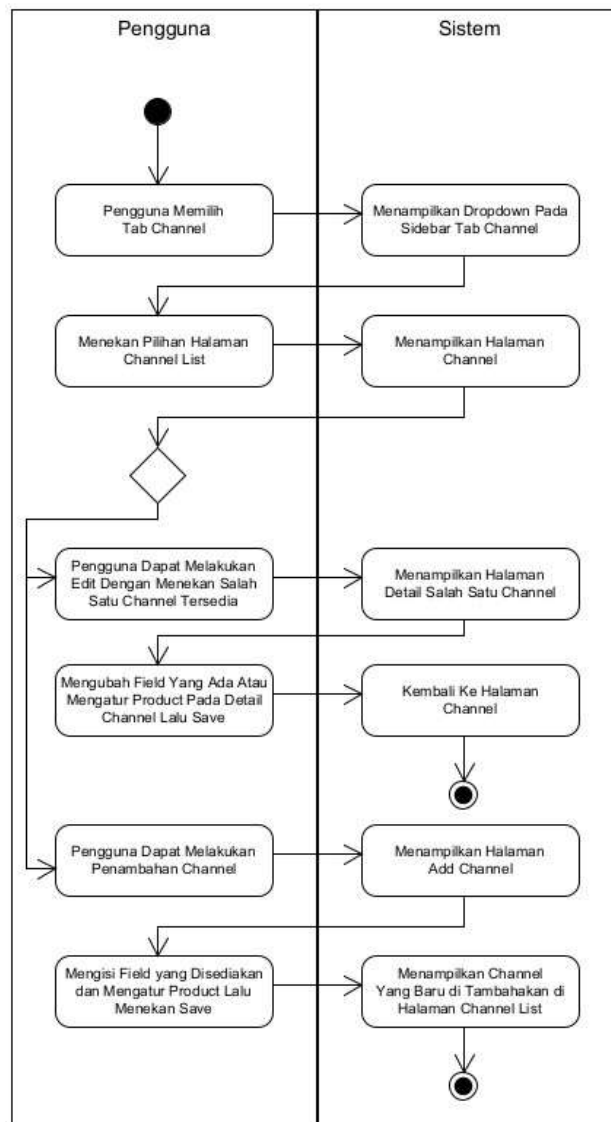 Pengguna
Sistem
Pengguna Memilih
Tab Channel
Menampilkan Dropdown Pada
Sidebar Tab Channel
Menekan Pilihan Halaman
Channel List
Menampilkan Halaman
Channel
Pengguna Dapat Melakukan
Edit Dengan Menekan Salah
Satu Channel Tersedia
Menampilkan Halaman
Detail Salah Satu Channel
Mengubah Field Yang Ada Atau
Mengatur Product Pada Detail
Channel Lalu Save
Kembali Ke Halaman
Channel
Pengguna Dapat Melakukan
Penambahan Channel
Menampilkan Halaman
Add Channel
Mengisi Field yang Disediakan
dan Mengatur Product Lalu
Menekan Save
Menampilkan Channel
Yang Baru di Tambahakan di
Halaman Channel List